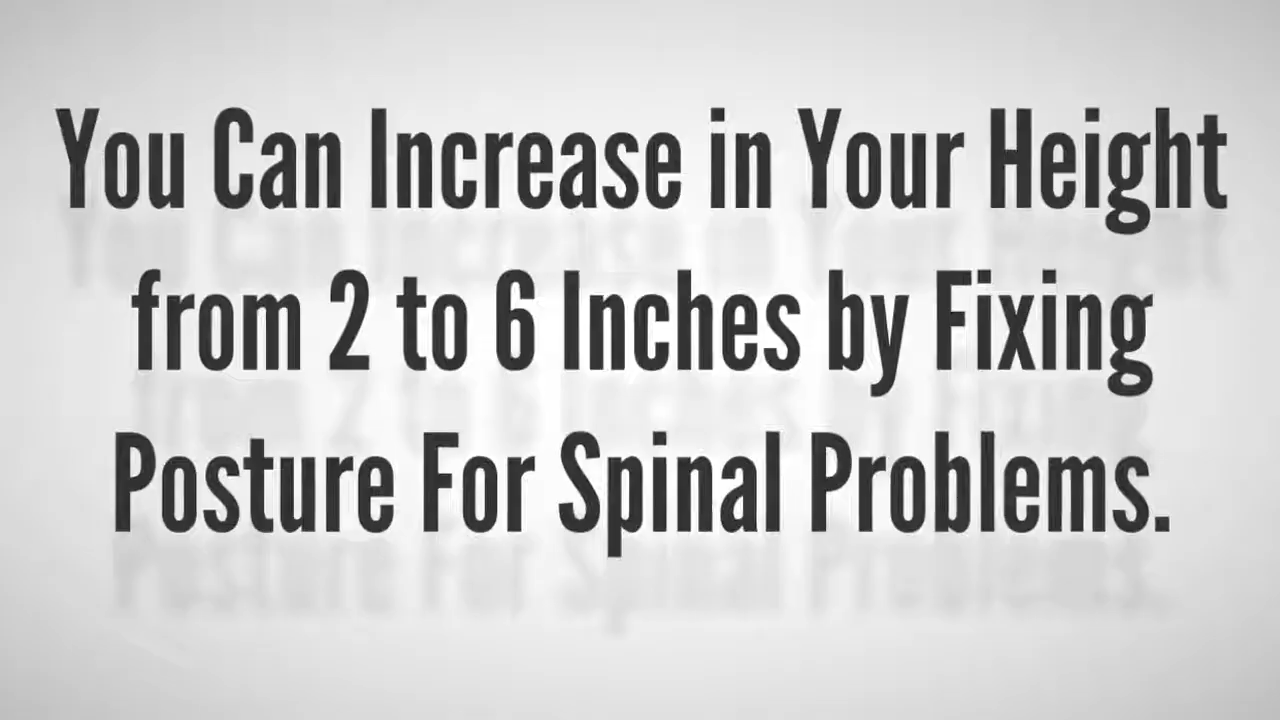 You Can Increase in Your Height
from 2 to 6 Inches by Fixing
Posture For Spinal Problems.